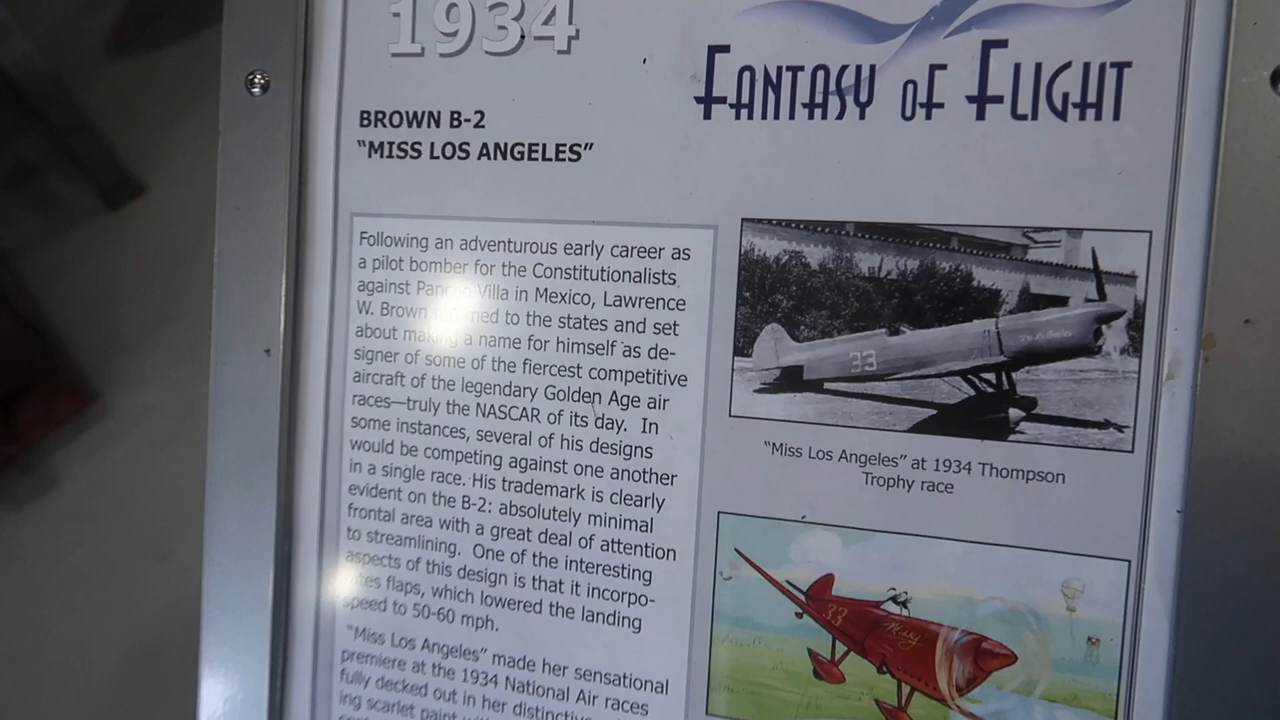 1934
FANTASY OF FLIGHT
BROWN B-2
“MISS LOS ANGELES”
Following an adventurous early career as
a pilot bomber for the Constitutionalists
against Villa in Mexico, Lawrence
W. Brown to the states and set
about making a name for himself as de-
signer of some of the fiercest competitive
aircraft of the legendary Golden Age air
races—truly the NASCAR of its day. In
some instances, several of his designs
would be competing against one another
in a single race. His trademark is clearly
evident on the B-2: absolutely minimal
frontal area with a great deal of attention
to streamlining. One of the interesting
aspects of this design is that it incorpo-
flaps, which lowered the landing
speed to 50-60 mph.
“Miss Los Angeles” made her sensational
premiere at the 1934 National Air races
fully decked out in her
ing scarlet paint
33
“Miss Los Angeles” at 1934 Thompson
Trophy race
33